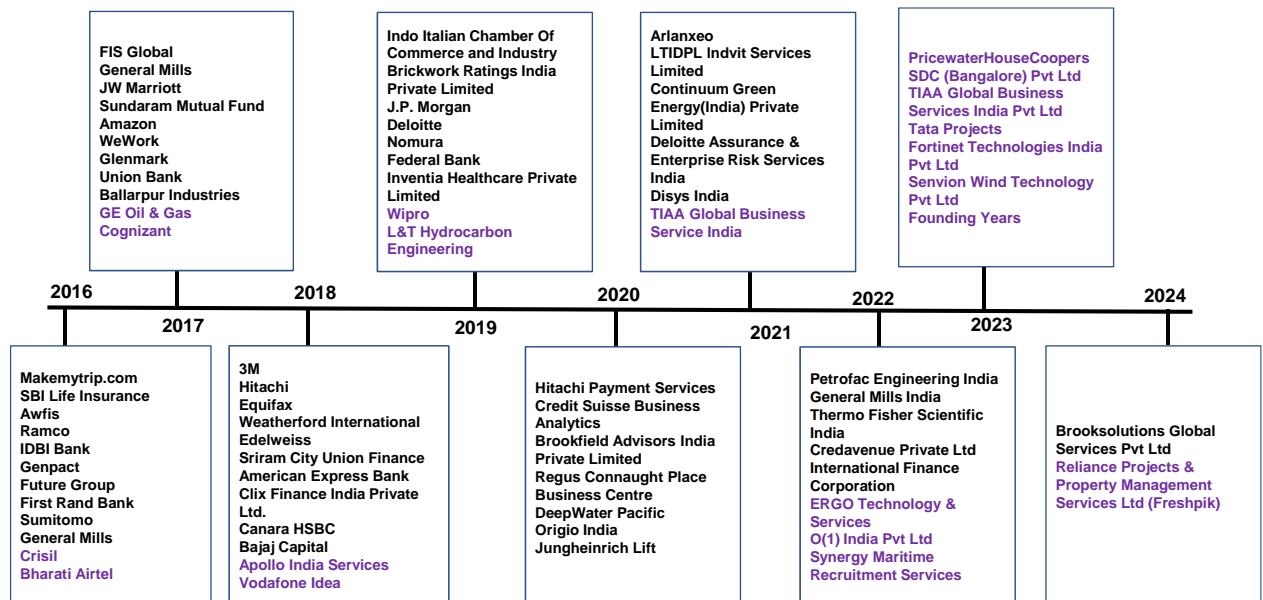 FIS Global
General Mills
JW Marriott
Sundaram Mutual Fund
Amazon
WeWork
Glenmark
Union Bank
Ballarpur Industries
GE Oil & Gas
Cognizant
Indo Italian Chamber Of
Commerce and Industry
Brickwork Ratings India
Private Limited
J.P. Morgan
Deloitte
Nomura
Federal Bank
Inventia Healthcare Private
Limited
Wipro
L&T Hydrocarbon
Engineering
Arlanxeo
LTIDPL Indvit Services
Limited
Continuum Green
Energy(India) Private
Limited
Deloitte Assurance &
Enterprise Risk Services
India
Disys India
TIAA Global Business
Service India
PricewaterHouseCoopers
SDC (Bangalore) Pvt Ltd
TIAA Global Business
Services India Pvt Ltd
Tata Projects
Fortinet Technologies India
Pvt Ltd
Senvion Wind Technology
Pvt Ltd
Founding Years
2016
2018
2020
2022
2024
2017
2019
2021
2023
Makemytrip.com
SBI Life Insurance
Awfis
Ramco
IDBI Bank
Genpact
Future Group
First Rand Bank
Sumitomo
General Mills
Crisil
Bharati Airtel
3M
Hitachi
Equifax
Weatherford International
Edelweiss
Sriram City Union Finance
American Express Bank
Clix Finance India Private
Ltd.
Canara HSBC
Bajaj Capital
Apollo India Services
Vodafone Idea
Hitachi Payment Services
Credit Suisse Business
Analytics
Brookfield Advisors India
Private Limited
Regus Connaught Place
Business Centre
DeepWater Pacific
Origio India
Jungheinrich Lift
Petrofac Engineering India
General Mills India
Thermo Fisher Scientific
India
Credavenue Private Ltd
International Finance
Corporation
ERGO Technology &
Services
O(1) India Pvt Ltd
Synergy Maritime
Recruitment Services
Brooksolutions Global
Services Pvt Ltd
Reliance Projects &
Property Management
Services Ltd (Freshpik)